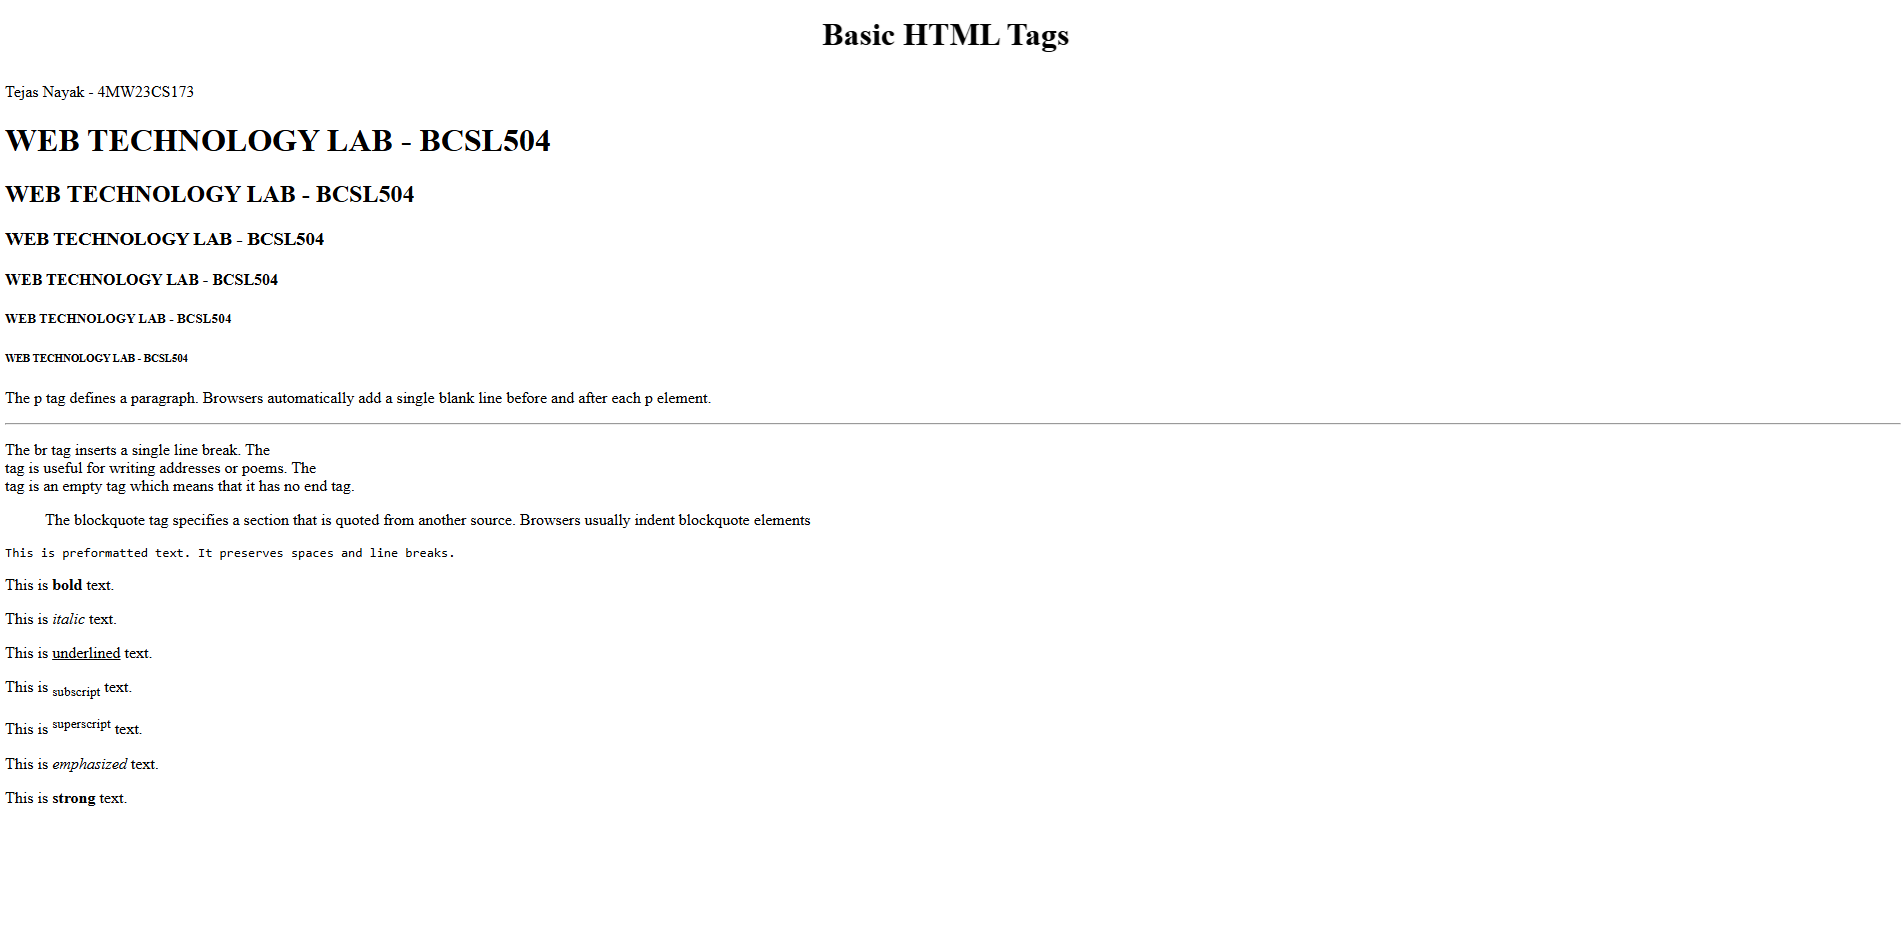 Basic HTML Tags
Tejas Nayak - 4MW23CS173
WEB TECHNOLOGY LAB - BCSL504
WEB TECHNOLOGY LAB - BCSL504
WEB TECHNOLOGY LAB - BCSL504
WEB TECHNOLOGY LAB - BCSL504
WEB TECHNOLOGY LAB - BCSL504
WEB TECHNOLOGY LAB - BCSL504
The p tag defines a paragraph. Browsers automatically add a single blank line before and after each p element.
The br tag inserts a single line break. The
tag is useful for writing addresses or poems. The
tag is an empty tag which means that it has no end tag.
The blockquote tag specifies a section that is quoted from another source. Browsers usually indent blockquote elements
This is preformatted text. It preserves spaces and line breaks.
This is bold text.
This is italic text.
This is underlined text.
This is subscript text.
This is superscript text.
This is emphasized text.
This is strong text.